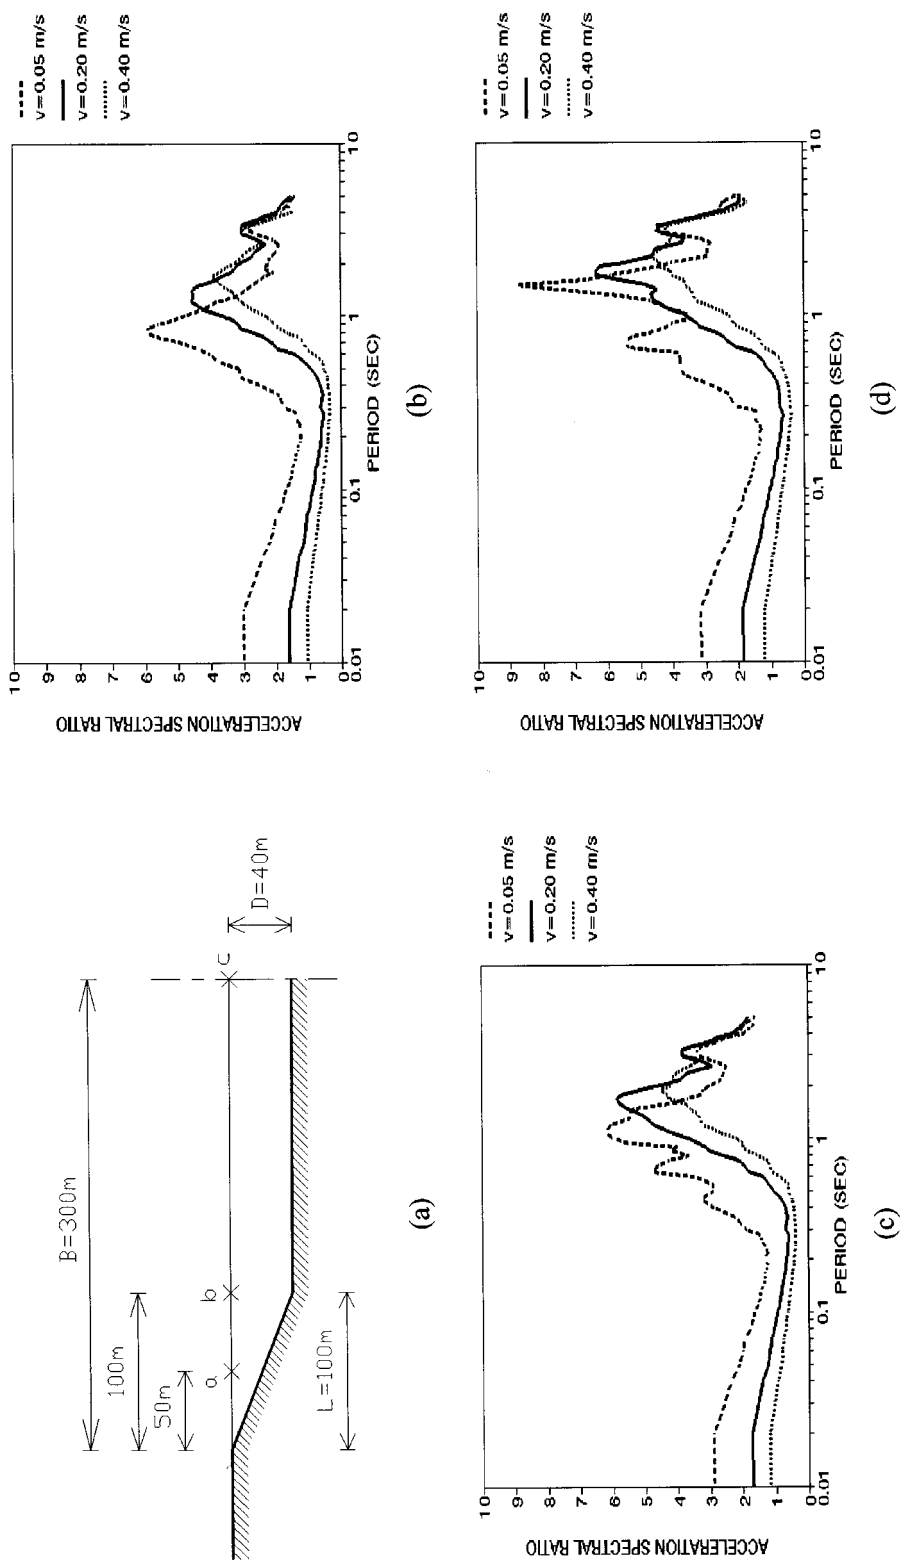 B=300m
100m
50m
a
b
C
D=40m
L=100m
(a)
ACCELERATION SPECTRAL RATIO
10
9
8
7
6
5
4
3
2
1
0
0.01
0.1
1
10
PERIOD (SEC)
v=0.05 m/s
v=0.20 m/s
v=0.40 m/s
(b)
ACCELERATION SPECTRAL RATIO
10
9
8
7
6
5
4
3
2
1
0
0.01
0.1
1
10
PERIOD (SEC)
v=0.05 m/s
v=0.20 m/s
v=0.40 m/s
(c)
ACCELERATION SPECTRAL RATIO
10
9
8
7
6
5
4
3
2
1
0
0.01
0.1
1
10
PERIOD (SEC)
v=0.05 m/s
v=0.20 m/s
v=0.40 m/s
(d)